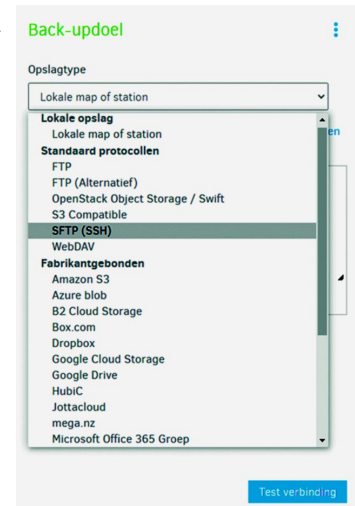 Back-updoel
Opslagtype
Lokale map of station
Lokale opslag
en
Lokale map of station
Standaard protocollen
FTP
FTP (Alternatief)
OpenStack Object Storage / Swift
S3 Compatible
SFTP (SSH)
WebDAV
Fabrikantgebonden
Amazon S3
Azure blob
B2 Cloud Storage
Box.com
Dropbox
Google Cloud Storage
Google Drive
HubiC
Jottacloud
mega.nz
Microsoft Office 365 Groep
Test verbinding